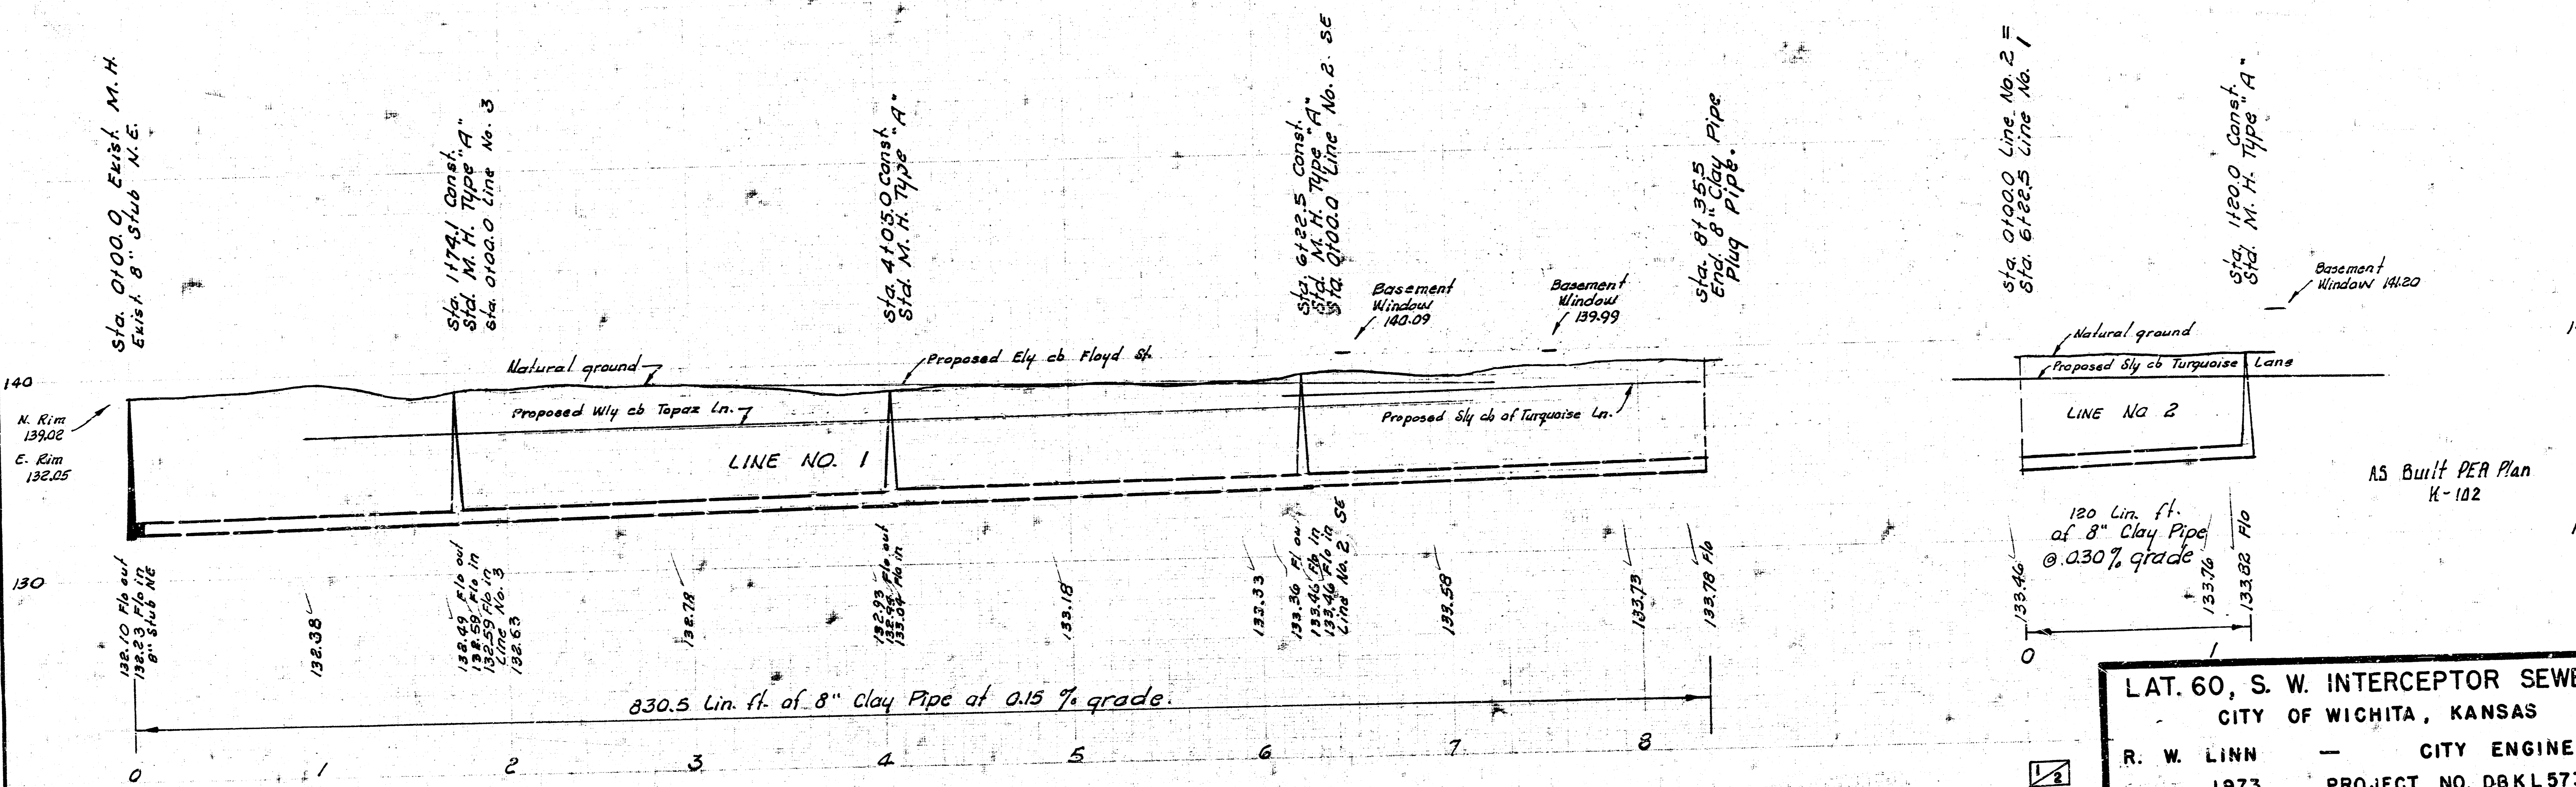 Sta. 0+00.0 Exist. M.H.
Exist. 8" Stub N.E.
Sta. 1+74.1 Const.
Std. M. H. Type "A"
Sta. 0+00.0 Line No. 3
Sta. 4+05.0 Const.
Std. M. H. Type "A"
Sta. 6+22.5 Const.
Std. M. H. Type "A"
Sta. 0+00.0 Line No. 2 SE
Basement
Window
140.09
Basement
Window
139.99
Sta. 8+35.5
End. 8" Clay Pipe
Plug Pipe.
Sta. 0+00.0 Line No. 2 =
Sta. 6+22.5 Line No. 1
Sta. 1+20.0 Const.
Std. M. H. Type "A"
Basement
Window 141.20
140
N. Rim
139.02
E. Rim
132.05
130
Natural ground
Proposed Ely cb Floyd St.
Proposed Wly cb Topaz Ln.
LINE NO. 1
Proposed Sly cb of Turquoise Ln.
Natural ground
Proposed Sly cb Turquoise Lane
LINE NO 2
AS Built PER Plan
K-102
132.10 Flo out
132.23 Flo in
8" Stub NE
132.38
132.49 Flo out
132.59 Flo in
132.59 Flo in
Line No. 3
132.63
132.78
132.93
132.94 Flo out
133.04 Flo in
133.18
133.33
133.36 Fl out
133.46 Flo in
133.46 Flo in
Line No. 2 SE
133.58
133.73
133.78 Flo
120 Lin. ft.
of 8" Clay Pipe
@ 0.30% grade
133.46
133.76
133.82 Flo
830.5 Lin. ft. of 8" Clay Pipe at 0.15 % grade.
0 1 2 3 4 5 6 7 8
0 1
1/2
LAT. 60, S. W. INTERCEPTOR SEWE
CITY OF WICHITA, KANSAS
R. W. LINN — CITY ENGINE
1973 PROJECT NO. DBKL57